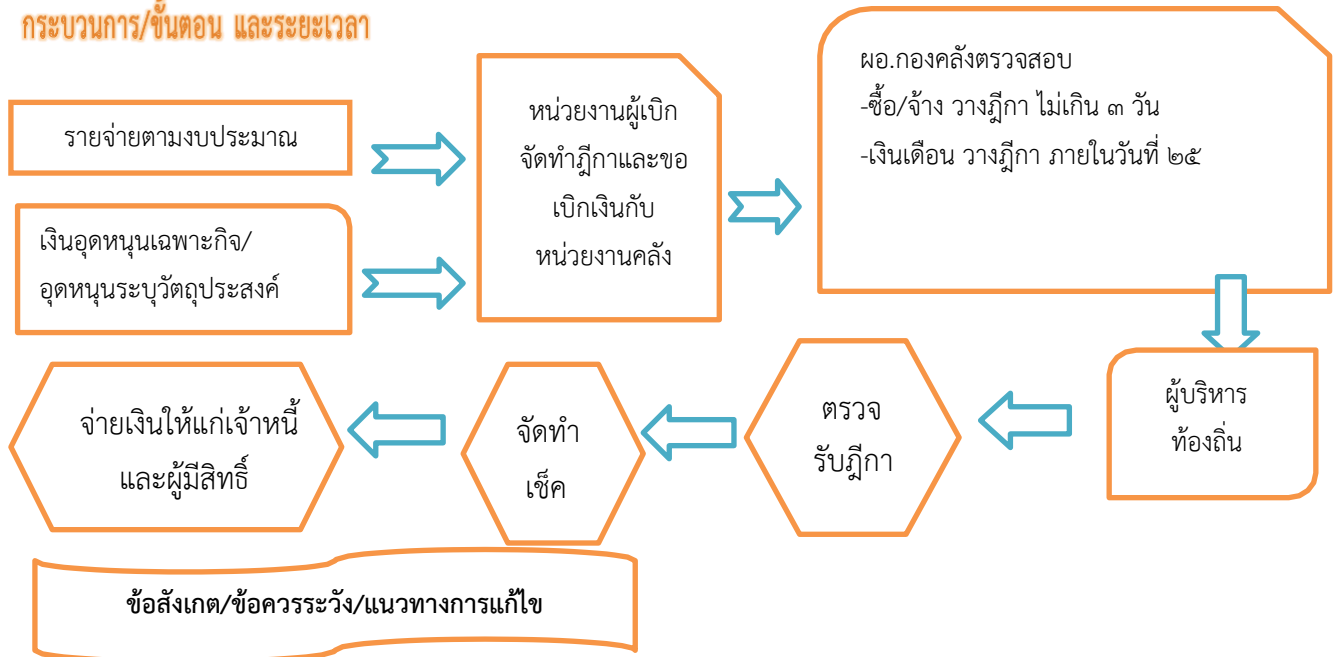 กระบวนการ/ขั้นตอน และระยะเวลา
รายจ่ายตามงบประมาณ
เงินอุดหนุนเฉพาะกิจ/
อุดหนุนระบุวัตถุประสงค์
หน่วยงานผู้เบิก
จัดทำฎีกาและขอ
เบิกเงินกับ
หน่วยงานคลัง
ผอ.กองคลังตรวจสอบ
-ซื้อ/จ้าง วางฎีกา ไม่เกิน ๓ วัน
-เงินเดือน วางฎีกา ภายในวันที่ ๒๕
ผู้บริหาร
ท้องถิ่น
ตรวจ
รับฎีกา
จัดทำ
เช็ค
จ่ายเงินให้แก่เจ้าหนี้
และผู้มีสิทธิ์
ข้อสังเกต/ข้อควรระวัง/แนวทางการแก้ไข